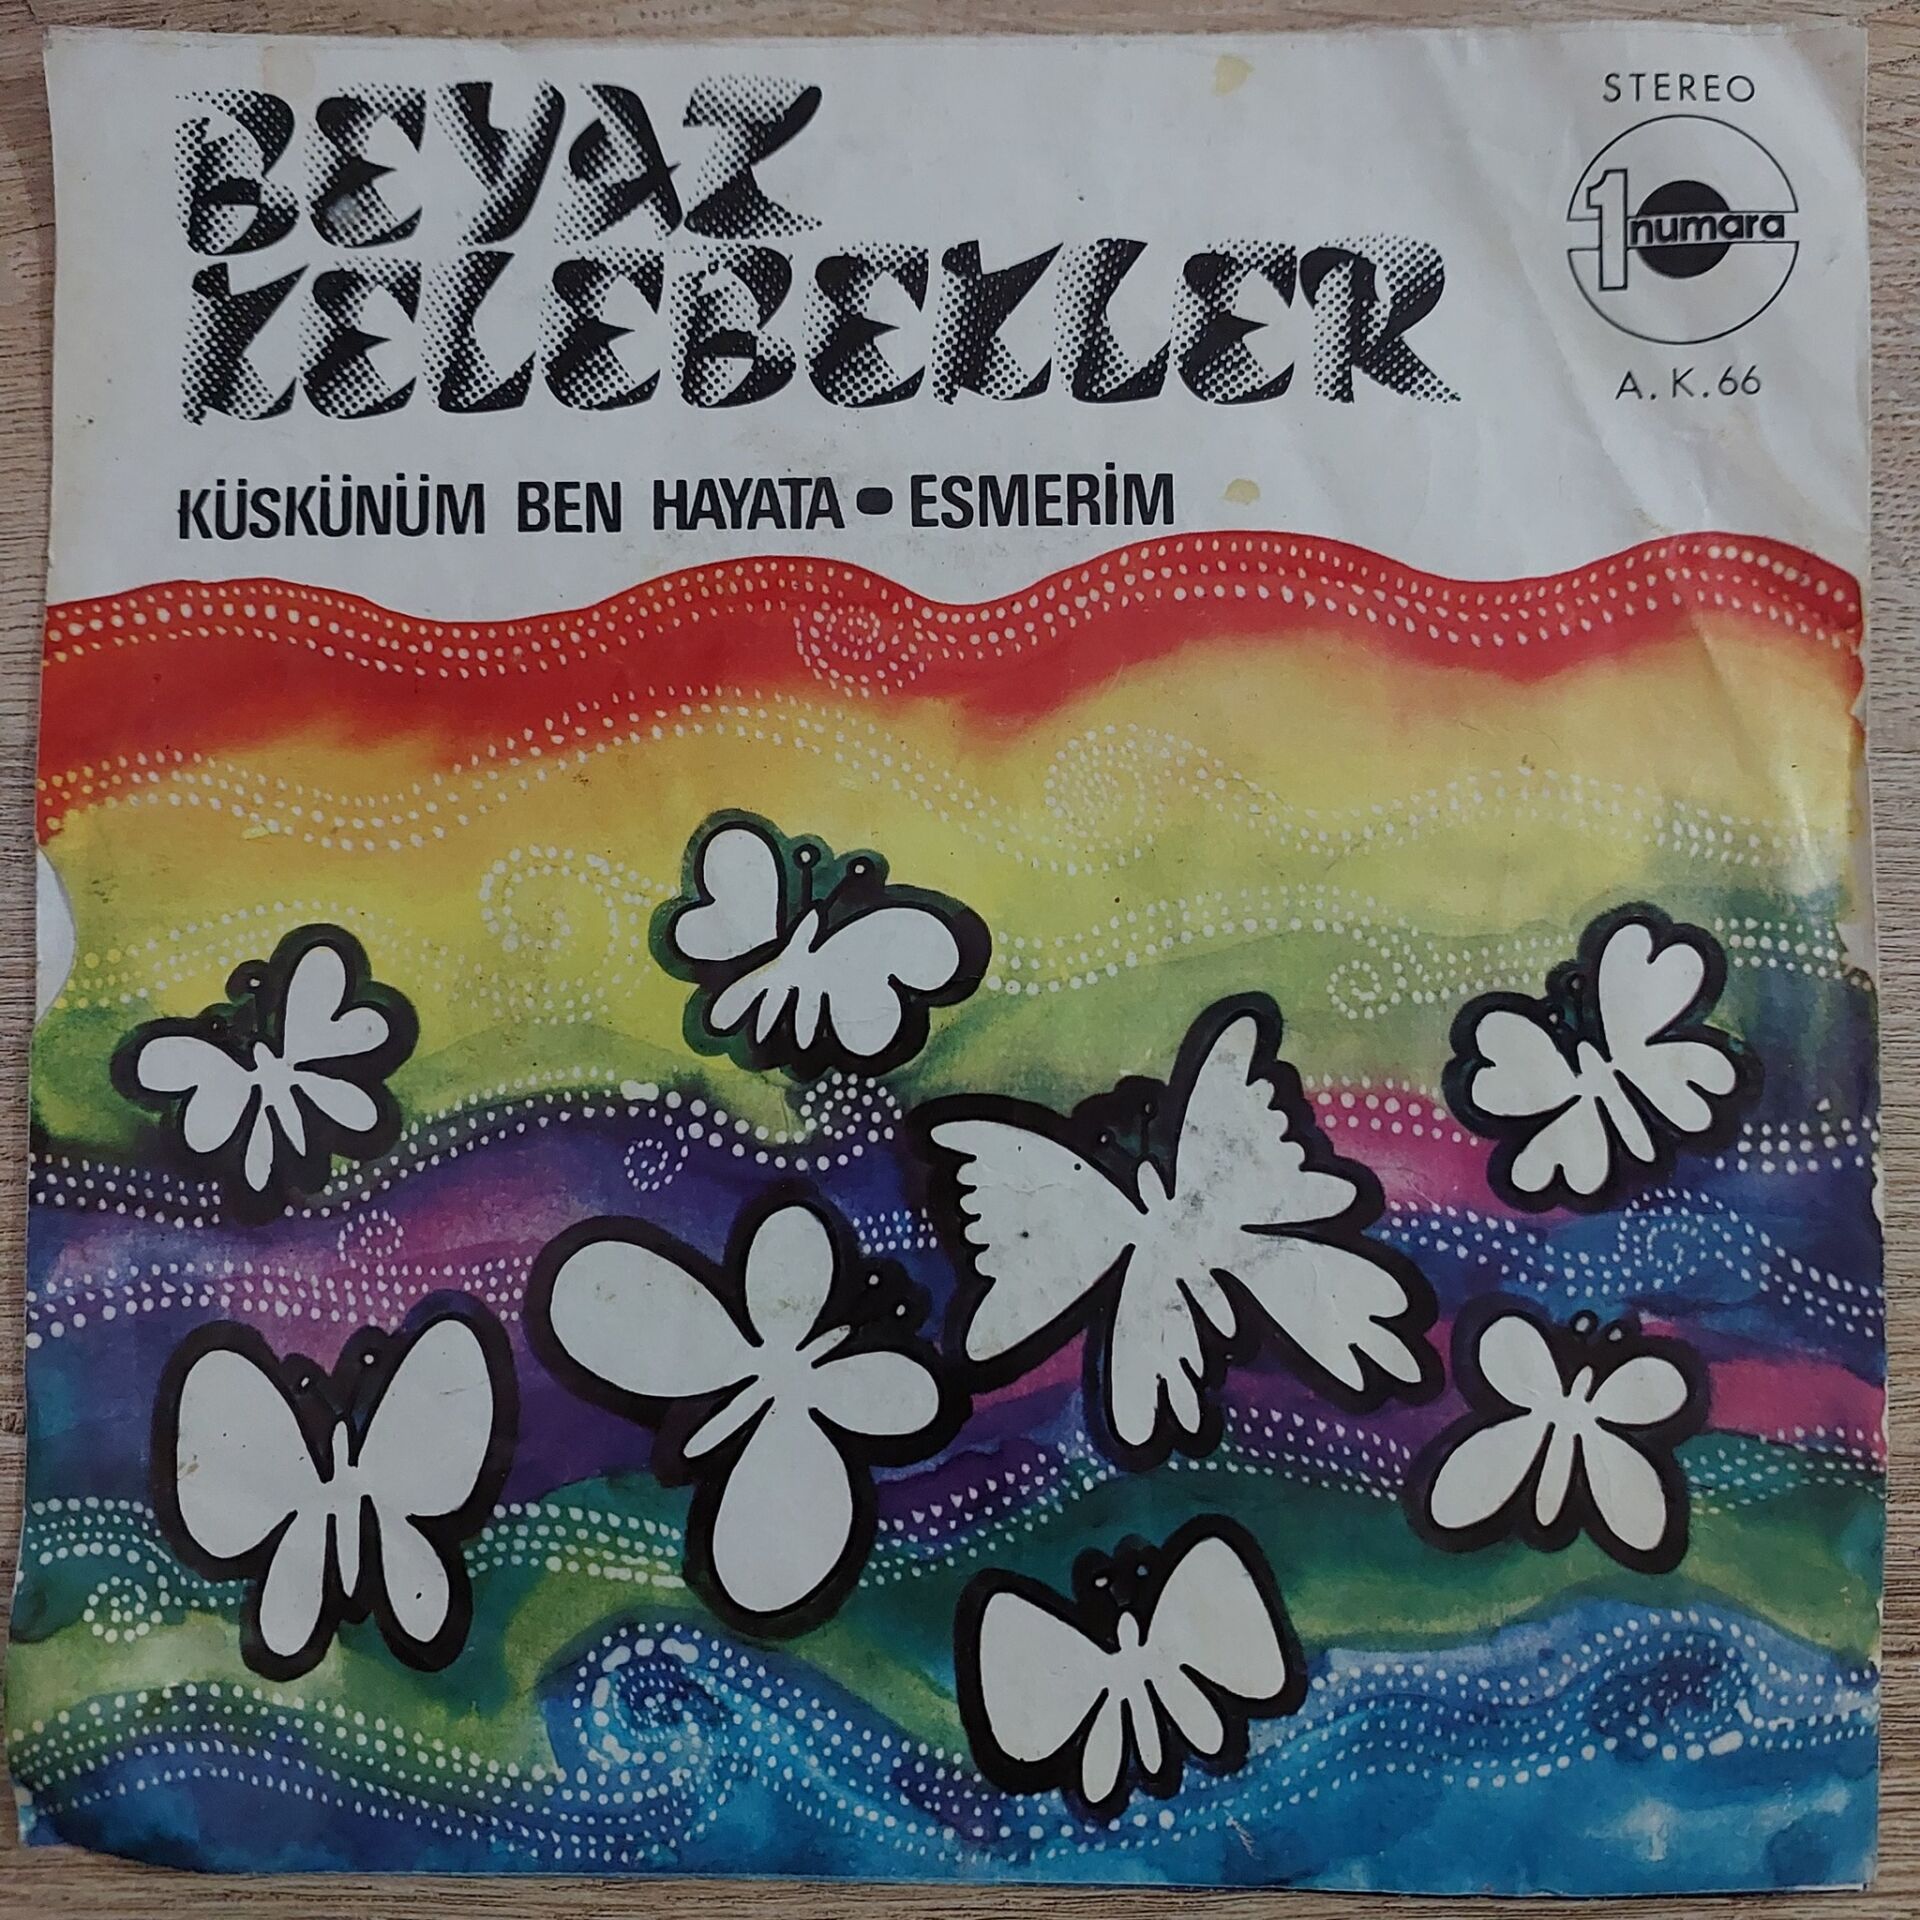 BEYAZ
KELEBEKLER
KÜSKÜNÜM BEN HAYATA • ESMERİM
STEREO
1 numara
A. K. 66